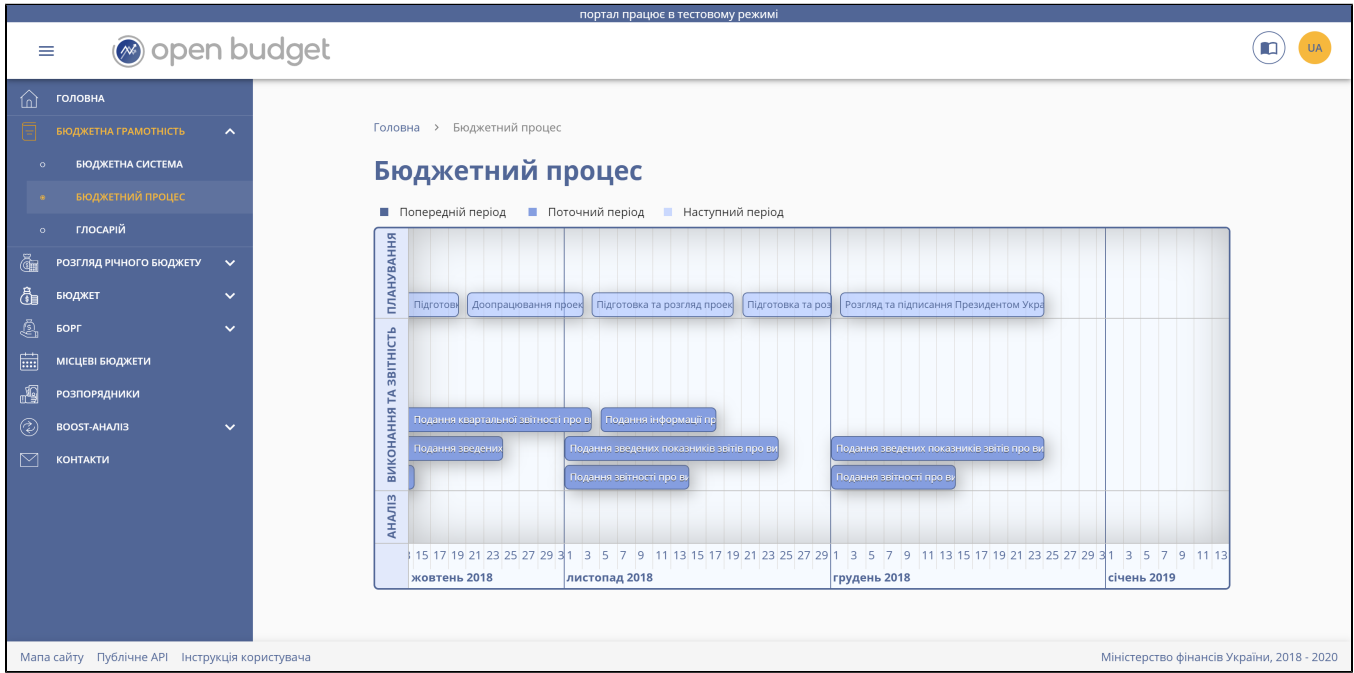 портал працює в тестовому режимі
open budget
UA
ГОЛОВНА
БЮДЖЕТНА ГРАМОТНІСТЬ
БЮДЖЕТНА СИСТЕМА
БЮДЖЕТНИЙ ПРОЦЕС
ГЛОСАРІЙ
РОЗГЛЯД РІЧНОГО БЮДЖЕТУ
БЮДЖЕТ
БОРГ
МІСЦЕВІ БЮДЖЕТИ
РОЗПОРЯДНИКИ
BOOST-АНАЛІЗ
КОНТАКТИ
Головна > Бюджетний процес
Бюджетний процес
Попередній період Поточний період Наступний період
ПЛАНУВАННЯ
Підготовк Доопрацювання проек Підготовка та розгляд проек Підготовка та роз Розгляд та підписання Президентом Укра
ВИКОНАННЯ ТА ЗВІТНІСТЬ
Подання квартальної звітності про ви Подання інформації пр
Подання зведених Подання зведених показників звітів про ви Подання зведених показників звітів про ви
Подання звітності про ви Подання звітності про ви
АНАЛІЗ
15 17 19 21 23 25 27 29 31 3 5 7 9 11 13 15 17 19 21 23 25 27 29 1 3 5 7 9 11 13 15 17 19 21 23 25 27 29 31 3 5 7 9 11 13
жовтень 2018 листопад 2018 грудень 2018 січень 2019
Мапа сайту Публічне API Інструкція користувача Міністерство фінансів України, 2018 - 2020